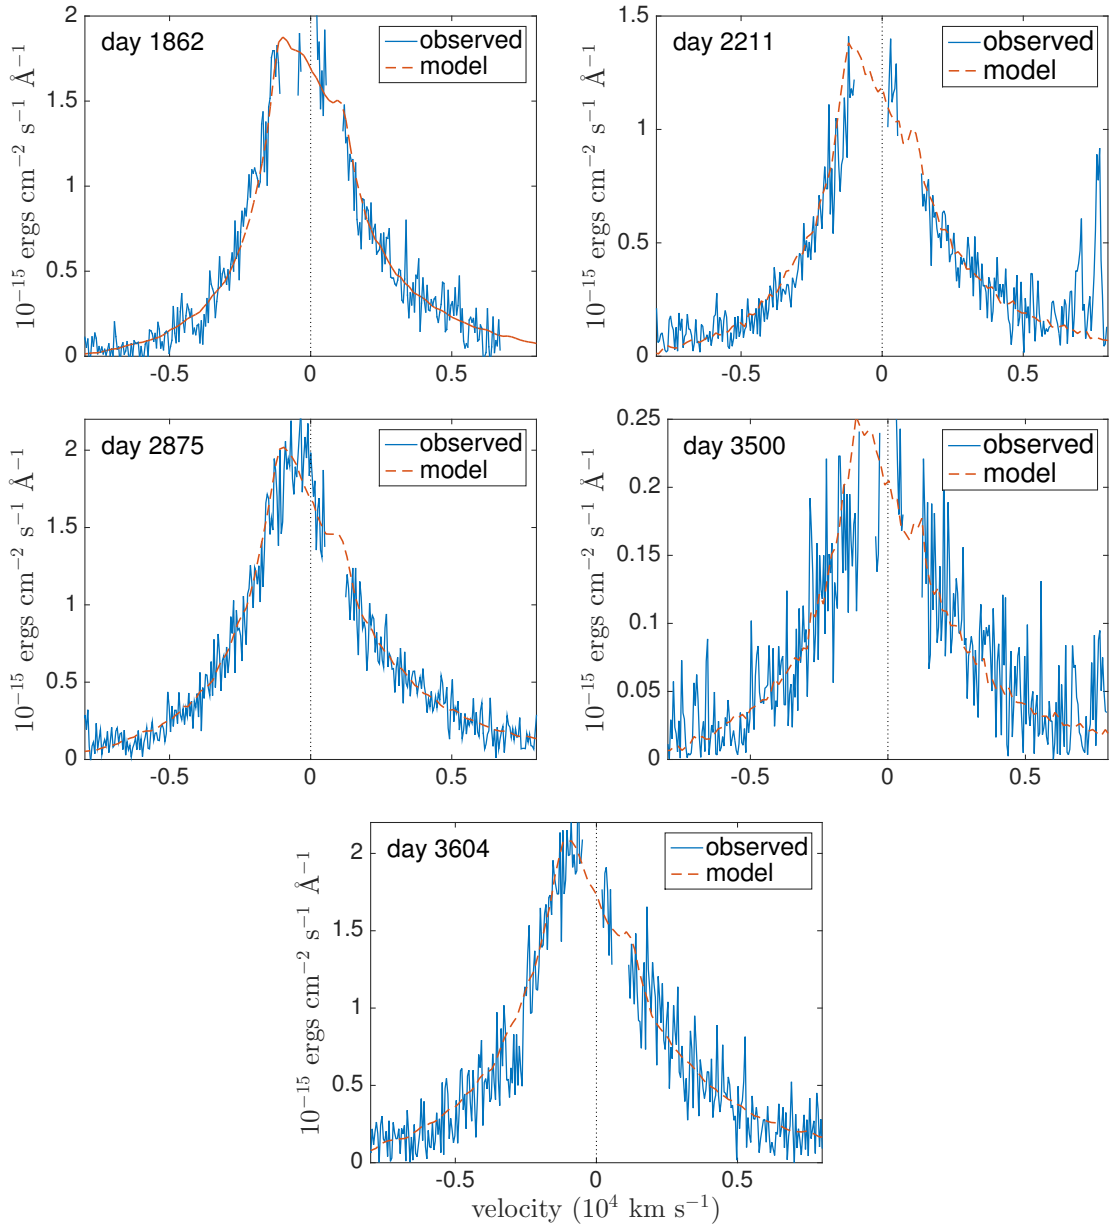 day 1862
observed
model
10⁻¹⁵ ergs cm⁻² s⁻¹ Å⁻¹
2
1.5
1
0.5
0
-0.5
0
0.5
day 2211
observed
model
10⁻¹⁵ ergs cm⁻² s⁻¹ Å⁻¹
1.5
1
0.5
0
-0.5
0
0.5
day 2875
observed
model
10⁻¹⁵ ergs cm⁻² s⁻¹ Å⁻¹
2
1.5
1
0.5
0
-0.5
0
0.5
day 3500
observed
model
10⁻¹⁵ ergs cm⁻² s⁻¹ Å⁻¹
0.25
0.2
0.15
0.1
0.05
0
-0.5
0
0.5
day 3604
observed
model
10⁻¹⁵ ergs cm⁻² s⁻¹ Å⁻¹
2
1.5
1
0.5
0
-0.5
0
0.5
velocity (10⁴ km s⁻¹)